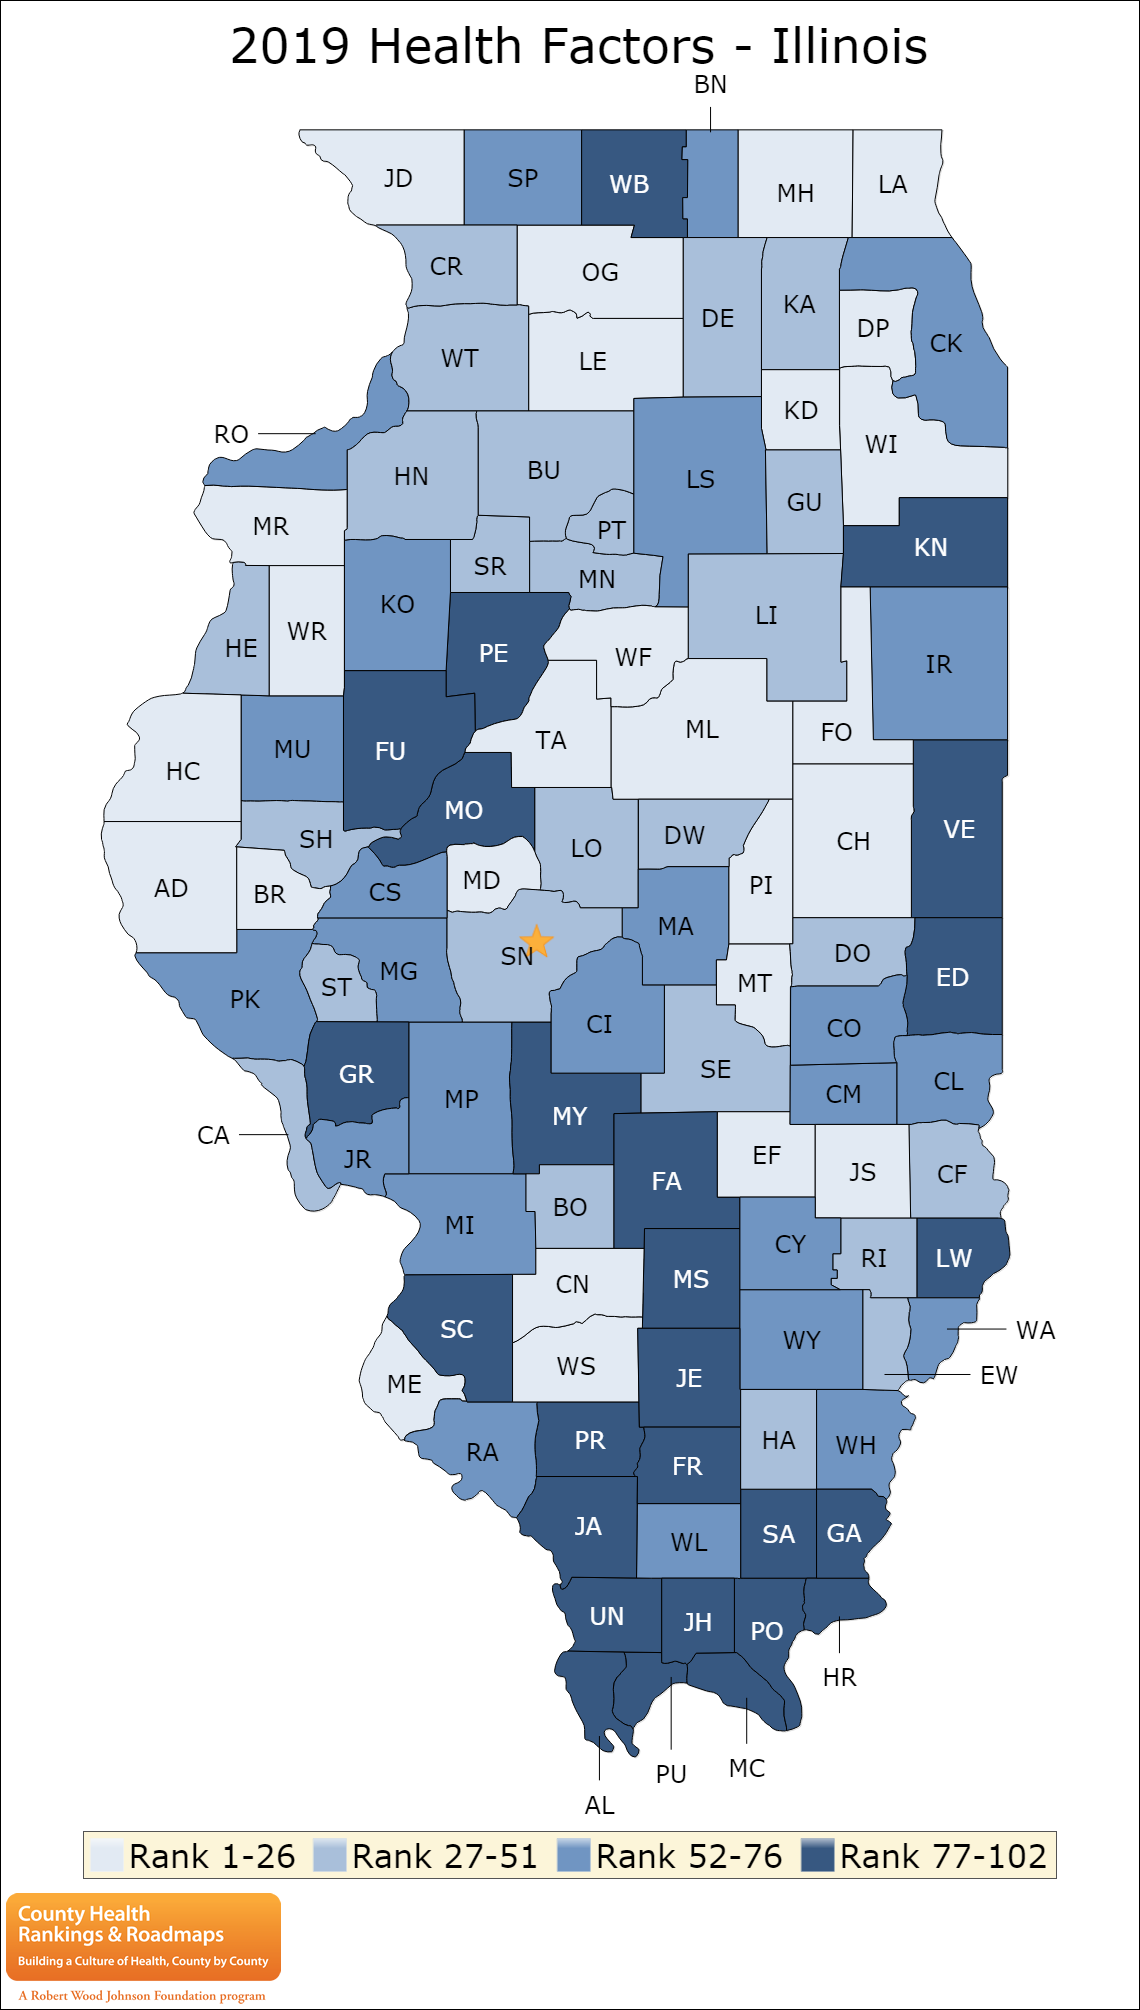 2019 Health Factors - Illinois
BN
JD SP WB MH LA
CR OG DE KA DP CK
WT LE KD WI
RO HN BU LS GU
MR PT KN
SR MN
HE WR KO PE WF LI IR
HC MU FU TA ML FO
MO VE
SH LO DW CH
AD BR CS MD PI
MA
PK ST MG SN MT DO ED
CI CO
GR MP MY SE CM CL
CA JR FA EF JS CF
MI BO CY RI LW
CN MS
SC WS JE WY WA
ME EW
RA PR FR HA WH
JA WL SA GA
UN JH PO
HR
PU MC
AL
Rank 1-26 Rank 27-51 Rank 52-76 Rank 77-102
County Health
Rankings & Roadmaps
Building a Culture of Health, County by County
A Robert Wood Johnson Foundation program